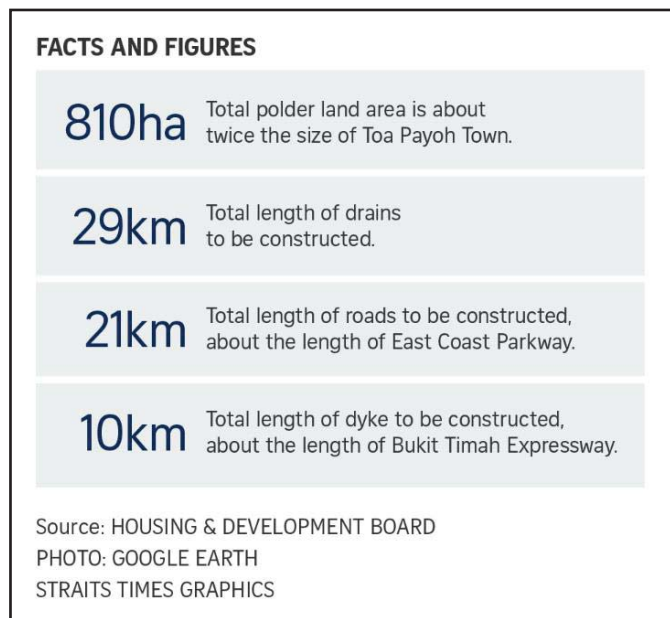 FACTS AND FIGURES
810ha
Total polder land area is about
twice the size of Toa Payoh Town.
29km
Total length of drains
to be constructed.
21km
Total length of roads to be constructed,
about the length of East Coast Parkway.
10km
Total length of dyke to be constructed,
about the length of Bukit Timah Expressway.
Source: HOUSING & DEVELOPMENT BOARD
PHOTO: GOOGLE EARTH
STRAITS TIMES GRAPHICS